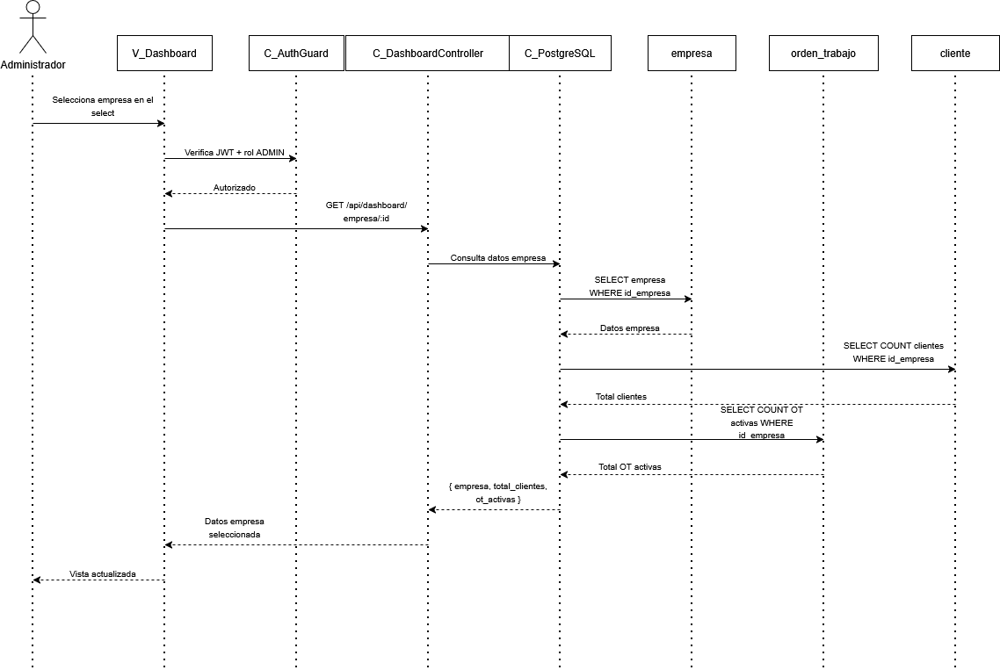 Administrador
V_Dashboard
C_AuthGuard
C_DashboardController
C_PostgreSQL
empresa
orden_trabajo
cliente
Selecciona empresa en el
select
Verifica JWT + rol ADMIN
Autorizado
GET /api/dashboard/
empresa/:id
Consulta datos empresa
SELECT empresa
WHERE id_empresa
Datos empresa
SELECT COUNT clientes
WHERE id_empresa
Total clientes
SELECT COUNT OT
activas WHERE
id_empresa
Total OT activas
{ empresa, total_clientes,
ot_activas }
Datos empresa
seleccionada
Vista actualizada